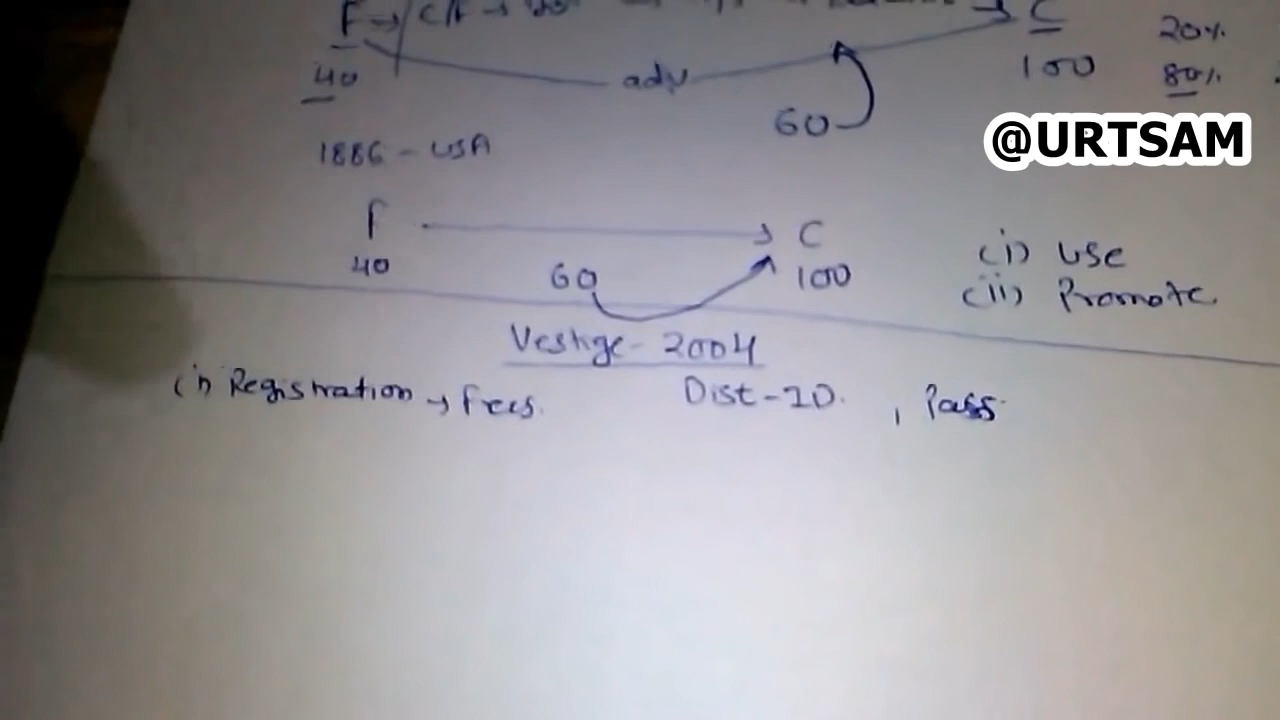 F → C/F →
C
20%
40
adv
100
80%
60
@URTSAM
1886 - USA
F → C
40
60
100
(i) Use
(ii) Promote
Vestige - 2004
(i) Registration → Fees. Dist - ID. , Pass